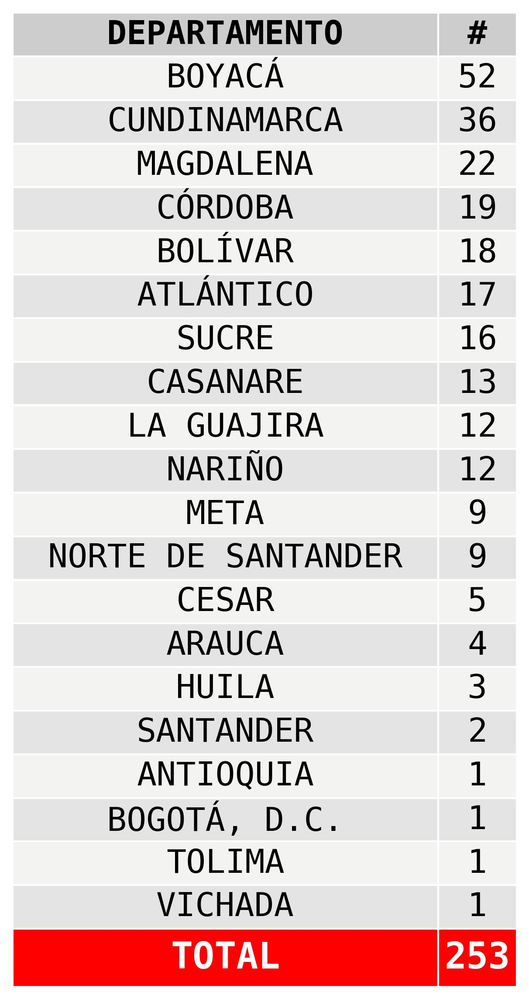 DEPARTAMENTO #
BOYACÁ 52
CUNDINAMARCA 36
MAGDALENA 22
CÓRDOBA 19
BOLÍVAR 18
ATLÁNTICO 17
SUCRE 16
CASANARE 13
LA GUAJIRA 12
NARIÑO 12
META 9
NORTE DE SANTANDER 9
CESAR 5
ARAUCA 4
HUILA 3
SANTANDER 2
ANTIOQUIA 1
BOGOTÁ, D.C. 1
TOLIMA 1
VICHADA 1
TOTAL 253